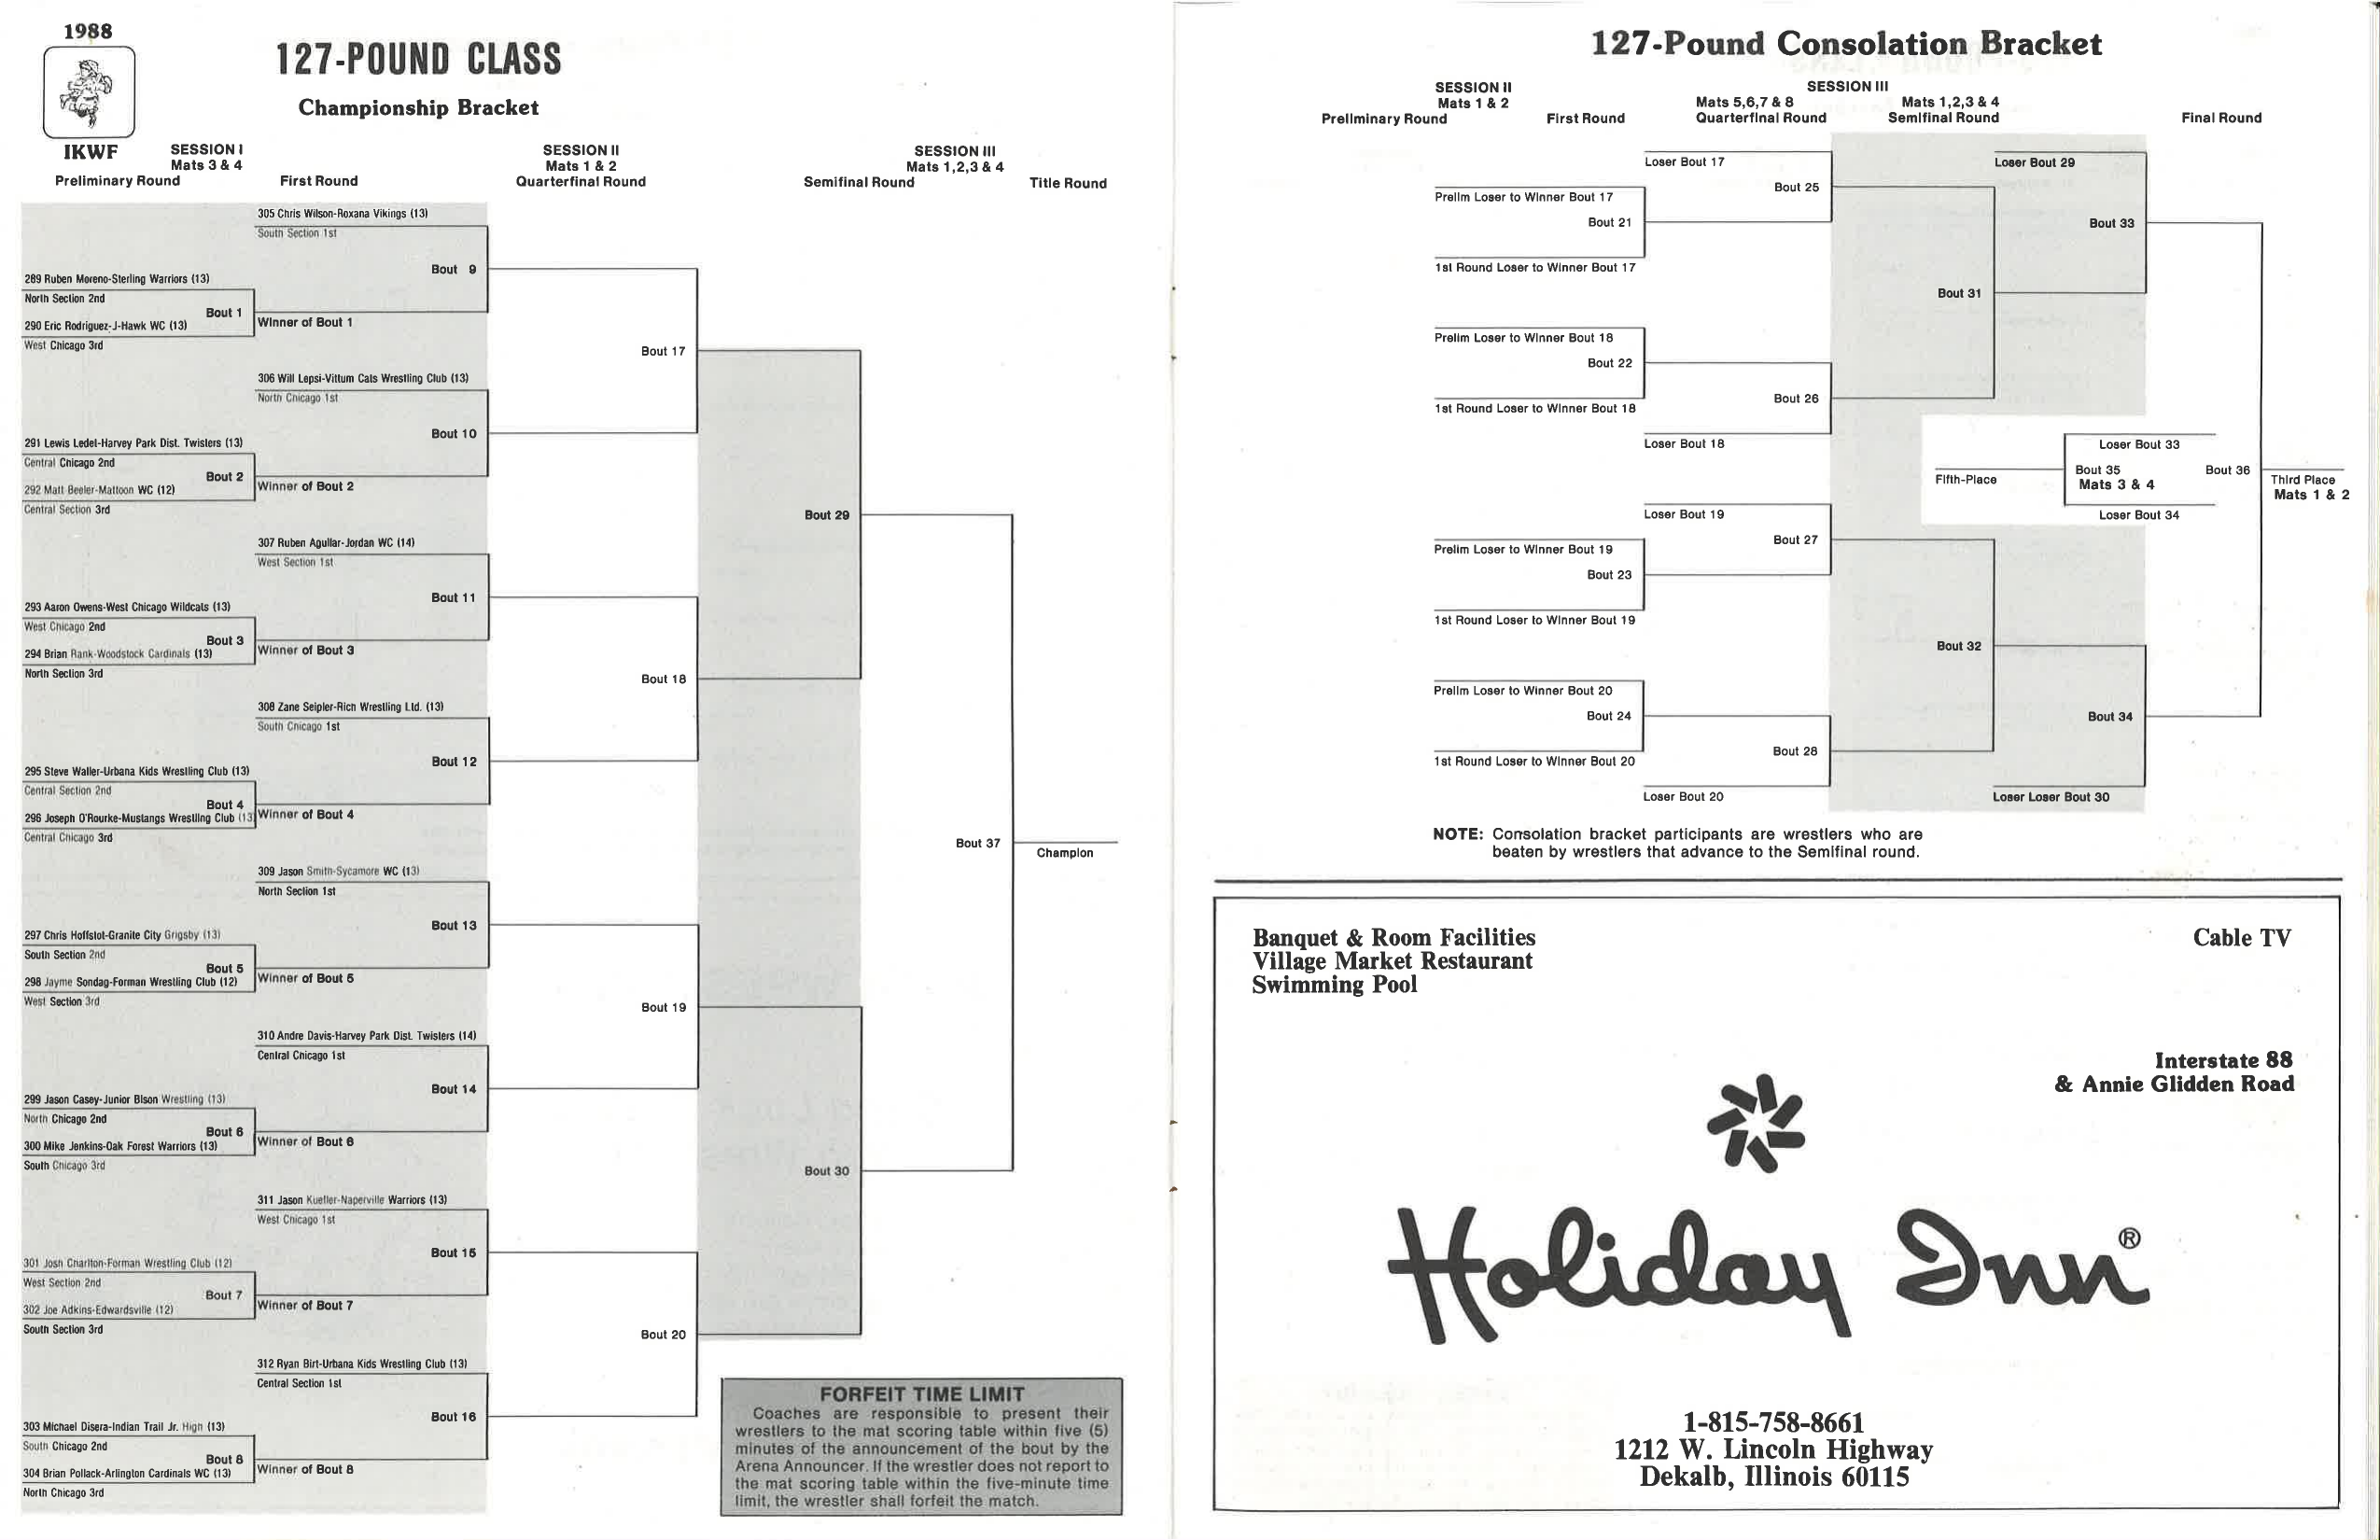 1988
127-POUND CLASS
Championship Bracket
IKWF
SESSION I
Mats 3 & 4
Preliminary Round
First Round
SESSION II
Mats 1 & 2
Quarterfinal Round
SESSION III
Mats 1,2,3 & 4
Semifinal Round
Title Round
305 Chris Wilson-Roxana Vikings (13)
South Section 1st
Bout 9
289 Ruben Moreno-Sterling Warriors (13)
North Section 2nd
Bout 1
290 Eric Rodriguez-J-Hawk WC (13)
West Chicago 3rd
Winner of Bout 1
Bout 17
306 Will Lepsi-Vittum Cats Wrestling Club (13)
North Chicago 1st
Bout 10
291 Lewis Ledet-Harvey Park Dist. Twisters (13)
Central Chicago 2nd
Bout 2
292 Matt Beeler-Mattoon WC (12)
Central Section 3rd
Winner of Bout 2
Bout 29
307 Ruben Aguilar-Jordan WC (14)
West Section 1st
Bout 11
293 Aaron Owens-West Chicago Wildcats (13)
West Chicago 2nd
Bout 3
294 Brian Rank-Woodstock Cardinals (13)
North Section 3rd
Winner of Bout 3
Bout 18
308 Zane Seipler-Rich Wrestling Ltd. (13)
South Chicago 1st
Bout 12
295 Steve Waller-Urbana Kids Wrestling Club (13)
Central Section 2nd
Bout 4
296 Joseph O'Rourke-Mustangs Wrestling Club (13
Central Chicago 3rd
Winner of Bout 4
Bout 37
Champion
309 Jason Smith-Sycamore WC (13)
North Section 1st
Bout 13
297 Chris Hoffstot-Granite City Grigsby (13)
South Section 2nd
Bout 5
298 Jayme Sondag-Forman Wrestling Club (12)
West Section 3rd
Winner of Bout 5
Bout 19
310 Andre Davis-Harvey Park Dist. Twisters (14)
Central Chicago 1st
Bout 14
299 Jason Casey-Junior Bison Wrestling (13)
North Chicago 2nd
Bout 6
300 Mike Jenkins-Oak Forest Warriors (13)
South Chicago 3rd
Winner of Bout 6
Bout 30
311 Jason Kuefler-Naperville Warriors (13)
West Chicago 1st
Bout 15
301 Josh Charlton-Forman Wrestling Club (12)
West Section 2nd
Bout 7
302 Joe Adkins-Edwardsville (12)
South Section 3rd
Winner of Bout 7
Bout 20
312 Ryan Birt-Urbana Kids Wrestling Club (13)
Central Section 1st
Bout 16
303 Michael Disera-Indian Trail Jr. High (13)
South Chicago 2nd
Bout 8
304 Brian Pollack-Arlington Cardinals WC (13)
North Chicago 3rd
Winner of Bout 8
FORFEIT TIME LIMIT
Coaches are responsible to present their
wrestlers to the mat scoring table within five (5)
minutes of the announcement of the bout by the
Arena Announcer. If the wrestler does not report to
the mat scoring table within the five-minute time
limit, the wrestler shall forfeit the match.
127-Pound Consolation Bracket
SESSION II
Mats 1 & 2
Preliminary Round
First Round
SESSION III
Mats 5,6,7 & 8
Quarterfinal Round
Mats 1,2,3 & 4
Semifinal Round
Final Round
Loser Bout 17
Bout 25
Prelim Loser to Winner Bout 17
Bout 21
1st Round Loser to Winner Bout 17
Loser Bout 29
Bout 33
Bout 31
Prelim Loser to Winner Bout 18
Bout 22
1st Round Loser to Winner Bout 18
Bout 26
Loser Bout 18
Loser Bout 33
Fifth-Place
Bout 35
Mats 3 & 4
Loser Bout 34
Bout 36
Third Place
Mats 1 & 2
Loser Bout 19
Bout 27
Prelim Loser to Winner Bout 19
Bout 23
1st Round Loser to Winner Bout 19
Bout 32
Prelim Loser to Winner Bout 20
Bout 24
1st Round Loser to Winner Bout 20
Bout 28
Loser Bout 20
Bout 34
Loser Loser Bout 30
NOTE: Consolation bracket participants are wrestlers who are
beaten by wrestlers that advance to the Semifinal round.
Banquet & Room Facilities
Village Market Restaurant
Swimming Pool
Cable TV
Interstate 88
& Annie Glidden Road
Holiday Inn®
1-815-758-8661
1212 W. Lincoln Highway
Dekalb, Illinois 60115